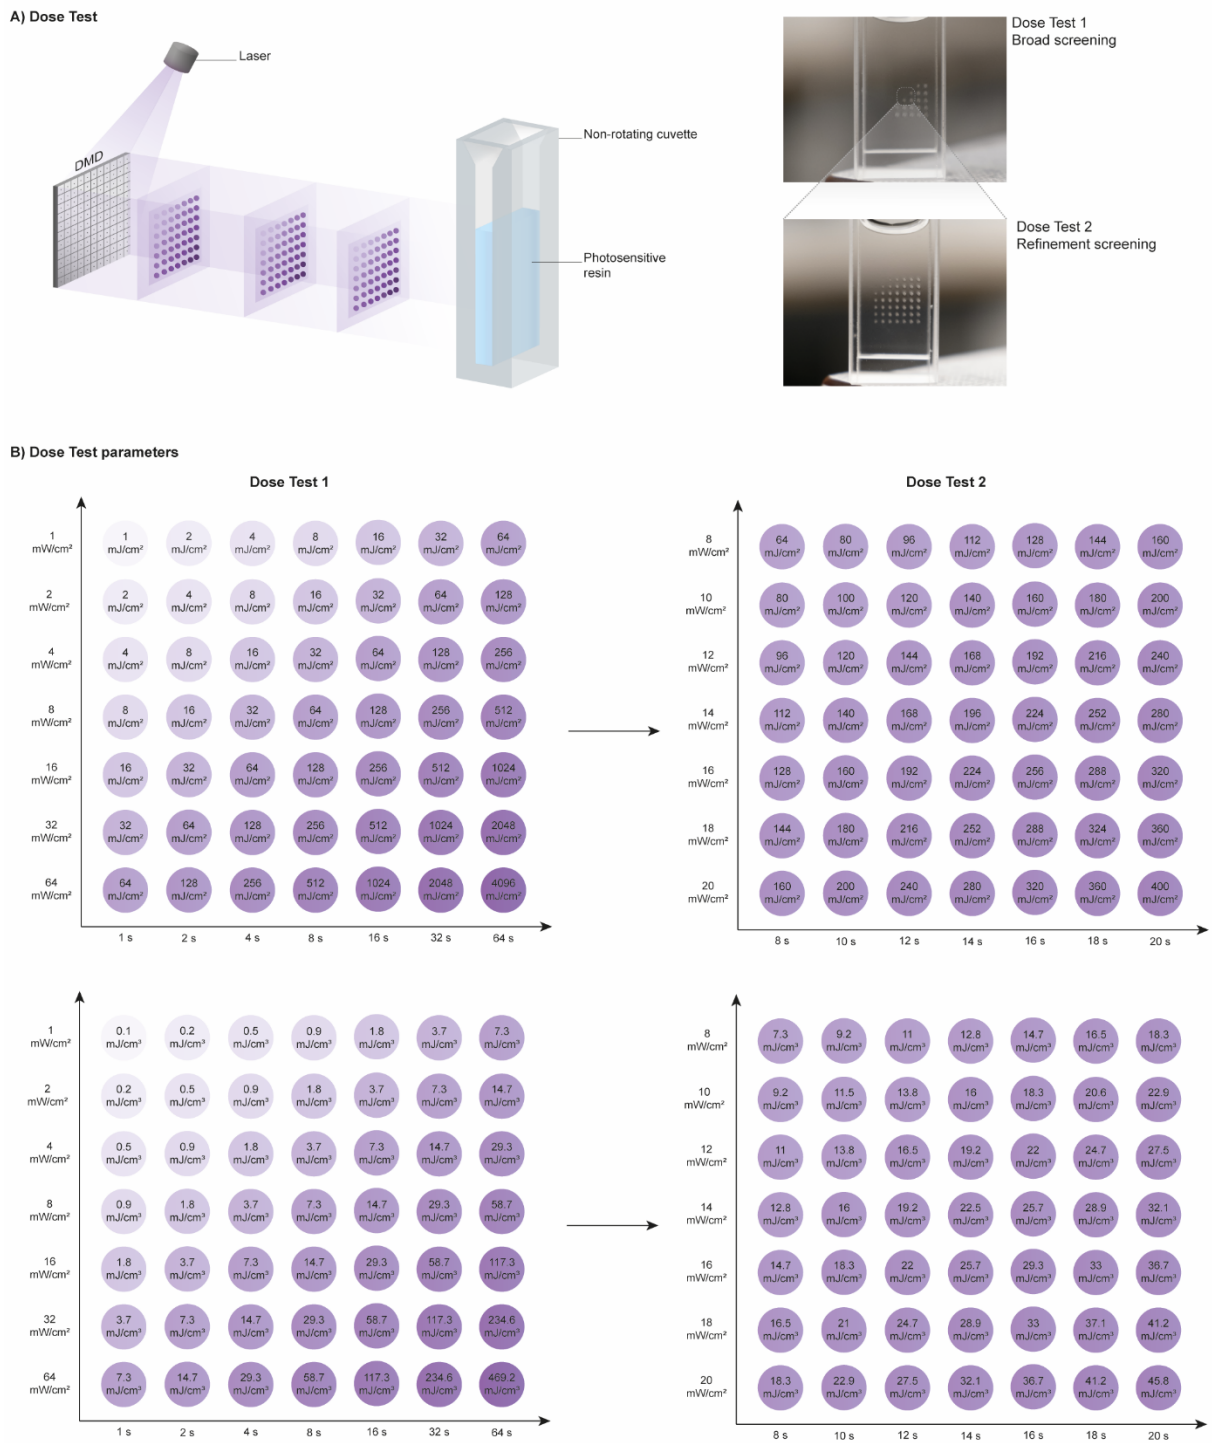 A) Dose Test
Laser
DMD
Non-rotating cuvette
Photosensitive
resin
Dose Test 1
Broad screening
Dose Test 2
Refinement screening
B) Dose Test parameters
Dose Test 1
1
mW/cm²
1 mJ/cm² 2 mJ/cm² 4 mJ/cm² 8 mJ/cm² 16 mJ/cm² 32 mJ/cm² 64 mJ/cm²
2
mW/cm²
2 mJ/cm² 4 mJ/cm² 8 mJ/cm² 16 mJ/cm² 32 mJ/cm² 64 mJ/cm² 128 mJ/cm²
4
mW/cm²
4 mJ/cm² 8 mJ/cm² 16 mJ/cm² 32 mJ/cm² 64 mJ/cm² 128 mJ/cm² 256 mJ/cm²
8
mW/cm²
8 mJ/cm² 16 mJ/cm² 32 mJ/cm² 64 mJ/cm² 128 mJ/cm² 256 mJ/cm² 512 mJ/cm²
16
mW/cm²
16 mJ/cm² 32 mJ/cm² 64 mJ/cm² 128 mJ/cm² 256 mJ/cm² 512 mJ/cm² 1024 mJ/cm²
32
mW/cm²
32 mJ/cm² 64 mJ/cm² 128 mJ/cm² 256 mJ/cm² 512 mJ/cm² 1024 mJ/cm² 2048 mJ/cm²
64
mW/cm²
64 mJ/cm² 128 mJ/cm² 256 mJ/cm² 512 mJ/cm² 1024 mJ/cm² 2048 mJ/cm² 4096 mJ/cm²
1 s 2 s 4 s 8 s 16 s 32 s 64 s
Dose Test 2
8
mW/cm²
64 mJ/cm² 80 mJ/cm² 96 mJ/cm² 112 mJ/cm² 128 mJ/cm² 144 mJ/cm² 160 mJ/cm²
10
mW/cm²
80 mJ/cm² 100 mJ/cm² 120 mJ/cm² 140 mJ/cm² 160 mJ/cm² 180 mJ/cm² 200 mJ/cm²
12
mW/cm²
96 mJ/cm² 120 mJ/cm² 144 mJ/cm² 168 mJ/cm² 192 mJ/cm² 216 mJ/cm² 240 mJ/cm²
14
mW/cm²
112 mJ/cm² 140 mJ/cm² 168 mJ/cm² 196 mJ/cm² 224 mJ/cm² 252 mJ/cm² 280 mJ/cm²
16
mW/cm²
128 mJ/cm² 160 mJ/cm² 192 mJ/cm² 224 mJ/cm² 256 mJ/cm² 288 mJ/cm² 320 mJ/cm²
18
mW/cm²
144 mJ/cm² 180 mJ/cm² 216 mJ/cm² 252 mJ/cm² 288 mJ/cm² 324 mJ/cm² 360 mJ/cm²
20
mW/cm²
160 mJ/cm² 200 mJ/cm² 240 mJ/cm² 280 mJ/cm² 320 mJ/cm² 360 mJ/cm² 400 mJ/cm²
8 s 10 s 12 s 14 s 16 s 18 s 20 s
1
mW/cm²
0.1 mJ/cm³ 0.2 mJ/cm³ 0.5 mJ/cm³ 0.9 mJ/cm³ 1.8 mJ/cm³ 3.7 mJ/cm³ 7.3 mJ/cm³
2
mW/cm²
0.2 mJ/cm³ 0.5 mJ/cm³ 0.9 mJ/cm³ 1.8 mJ/cm³ 3.7 mJ/cm³ 7.3 mJ/cm³ 14.7 mJ/cm³
4
mW/cm²
0.5 mJ/cm³ 0.9 mJ/cm³ 1.8 mJ/cm³ 3.7 mJ/cm³ 7.3 mJ/cm³ 14.7 mJ/cm³ 29.3 mJ/cm³
8
mW/cm²
0.9 mJ/cm³ 1.8 mJ/cm³ 3.7 mJ/cm³ 7.3 mJ/cm³ 14.7 mJ/cm³ 29.3 mJ/cm³ 58.7 mJ/cm³
16
mW/cm²
1.8 mJ/cm³ 3.7 mJ/cm³ 7.3 mJ/cm³ 14.7 mJ/cm³ 29.3 mJ/cm³ 58.7 mJ/cm³ 117.3 mJ/cm³
32
mW/cm²
3.7 mJ/cm³ 7.3 mJ/cm³ 14.7 mJ/cm³ 29.3 mJ/cm³ 58.7 mJ/cm³ 117.3 mJ/cm³ 234.6 mJ/cm³
64
mW/cm²
7.3 mJ/cm³ 14.7 mJ/cm³ 29.3 mJ/cm³ 58.7 mJ/cm³ 117.3 mJ/cm³ 234.6 mJ/cm³ 469.2 mJ/cm³
1 s 2 s 4 s 8 s 16 s 32 s 64 s
8
mW/cm²
7.3 mJ/cm³ 9.2 mJ/cm³ 11 mJ/cm³ 12.8 mJ/cm³ 14.7 mJ/cm³ 16.5 mJ/cm³ 18.3 mJ/cm³
10
mW/cm²
9.2 mJ/cm³ 11.5 mJ/cm³ 13.8 mJ/cm³ 16 mJ/cm³ 18.3 mJ/cm³ 20.6 mJ/cm³ 22.9 mJ/cm³
12
mW/cm²
11 mJ/cm³ 13.8 mJ/cm³ 16.5 mJ/cm³ 19.2 mJ/cm³ 22 mJ/cm³ 24.7 mJ/cm³ 27.5 mJ/cm³
14
mW/cm²
12.8 mJ/cm³ 16 mJ/cm³ 19.2 mJ/cm³ 22.5 mJ/cm³ 25.7 mJ/cm³ 28.9 mJ/cm³ 32.1 mJ/cm³
16
mW/cm²
14.7 mJ/cm³ 18.3 mJ/cm³ 22 mJ/cm³ 25.7 mJ/cm³ 29.3 mJ/cm³ 33 mJ/cm³ 36.7 mJ/cm³
18
mW/cm²
16.5 mJ/cm³ 21 mJ/cm³ 24.7 mJ/cm³ 28.9 mJ/cm³ 33 mJ/cm³ 37.1 mJ/cm³ 41.2 mJ/cm³
20
mW/cm²
18.3 mJ/cm³ 22.9 mJ/cm³ 27.5 mJ/cm³ 32.1 mJ/cm³ 36.7 mJ/cm³ 41.2 mJ/cm³ 45.8 mJ/cm³
8 s 10 s 12 s 14 s 16 s 18 s 20 s